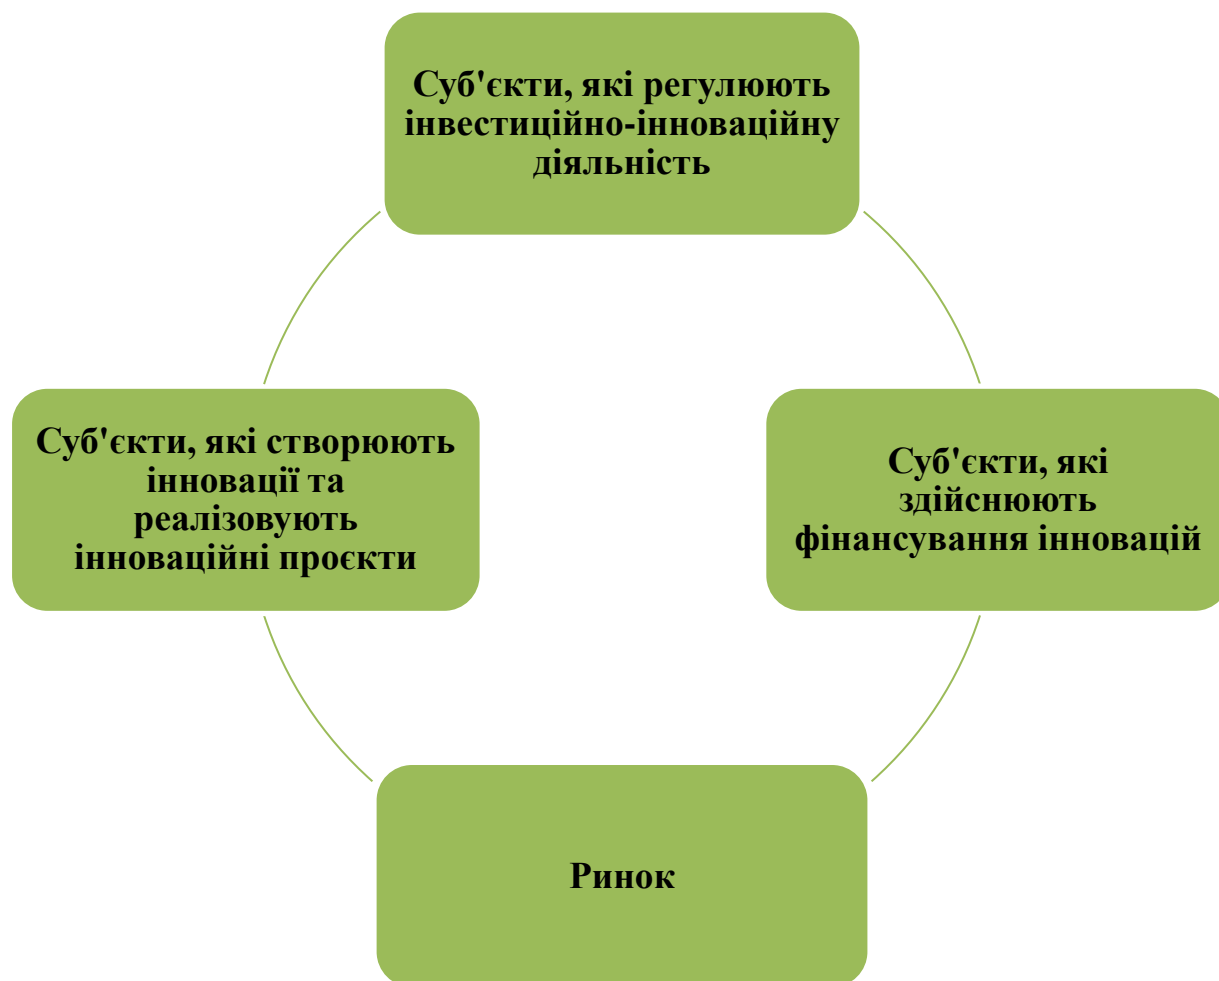 Суб'єкти, які регулюють
інвестиційно-інноваційну
діяльність
Суб'єкти, які створюють
інновації та
реалізовують
інноваційні проєкти
Суб'єкти, які
здійснюють
фінансування інновацій
Ринок